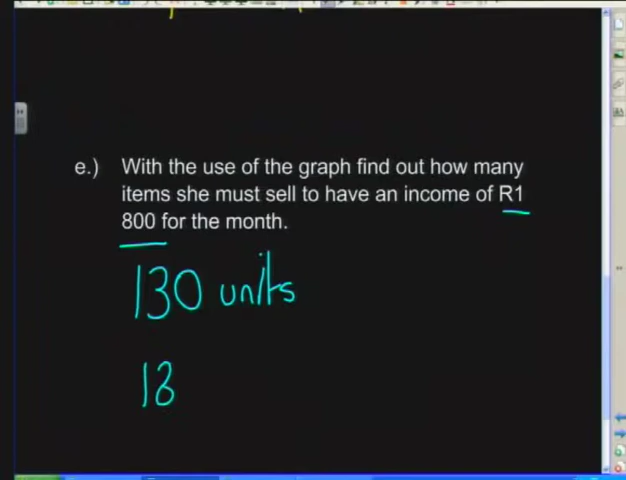 e.) With the use of the graph find out how many
items she must sell to have an income of R1
800 for the month.
130 units
18